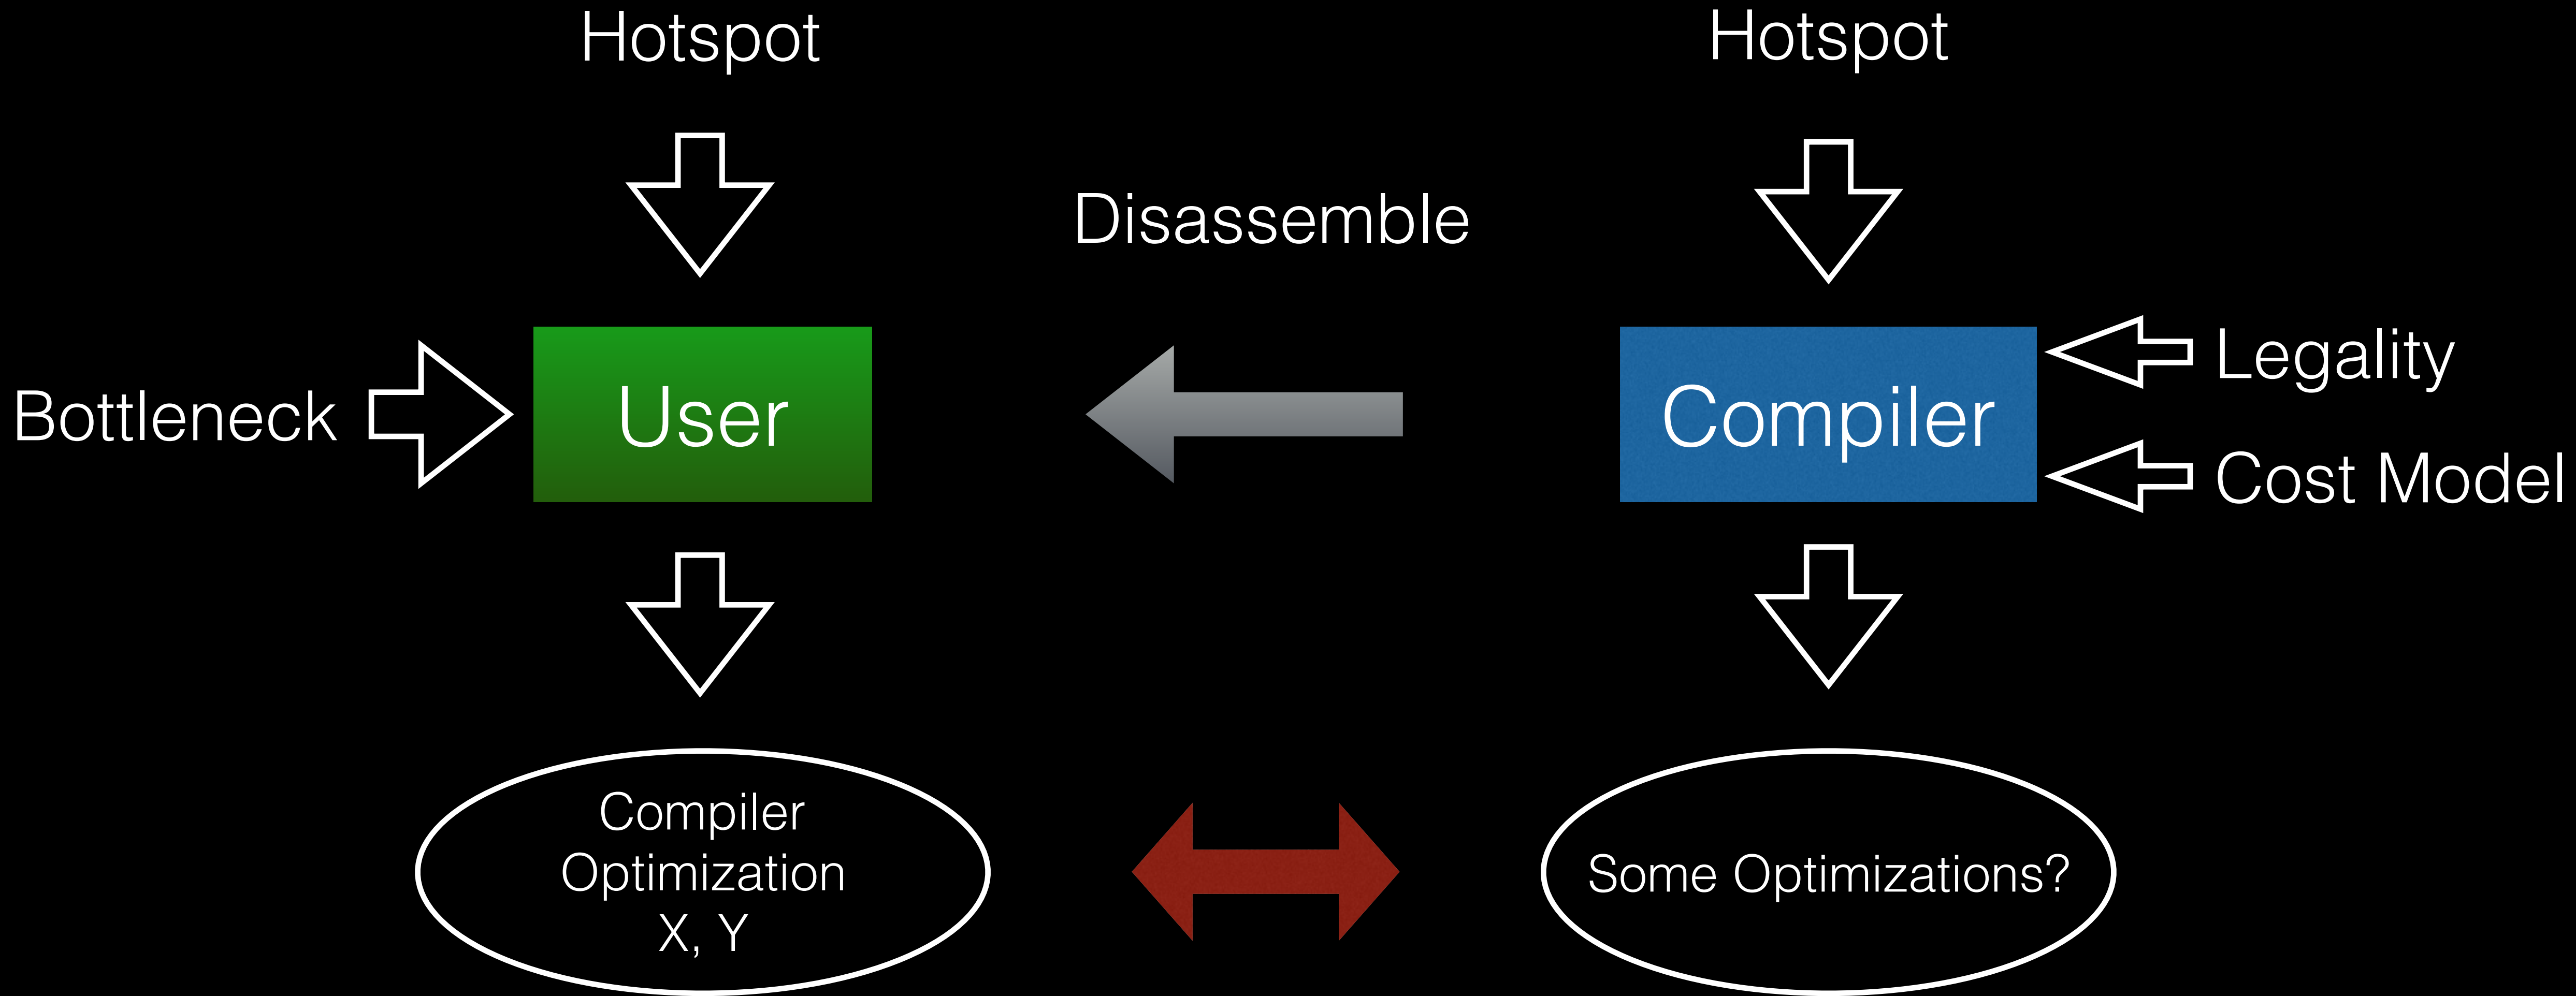 Hotspot
Hotspot
Disassemble
Bottleneck
User
Compiler
Legality
Cost Model
Compiler
Optimization
X, Y
Some Optimizations?